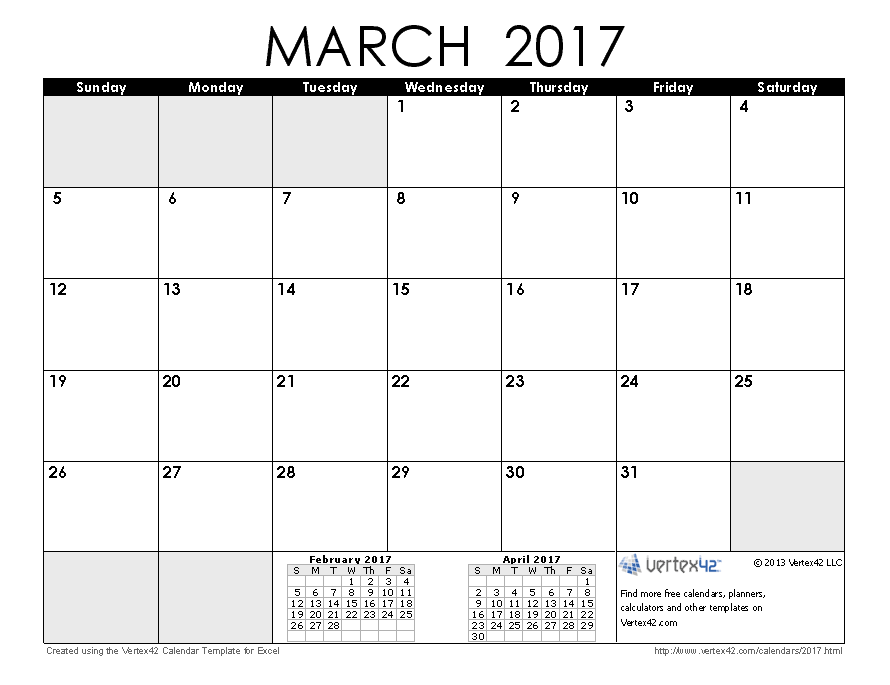 MARCH 2017
Sunday Monday Tuesday Wednesday Thursday Friday Saturday
1 2 3 4
5 6 7 8 9 10 11
12 13 14 15 16 17 18
19 20 21 22 23 24 25
26 27 28 29 30 31
February 2017
S M T W Th F Sa
1 2 3 4
5 6 7 8 9 10 11
12 13 14 15 16 17 18
19 20 21 22 23 24 25
26 27 28
April 2017
S M T W Th F Sa
1
2 3 4 5 6 7 8
9 10 11 12 13 14 15
16 17 18 19 20 21 22
23 24 25 26 27 28 29
30
vertex42 © 2013 Vertex42 LLC
Find more free calendars, planners,
calculators and other templates on
Vertex42.com
Created using the Vertex42 Calendar Template for Excel http://www.vertex42.com/calendars/2017.html